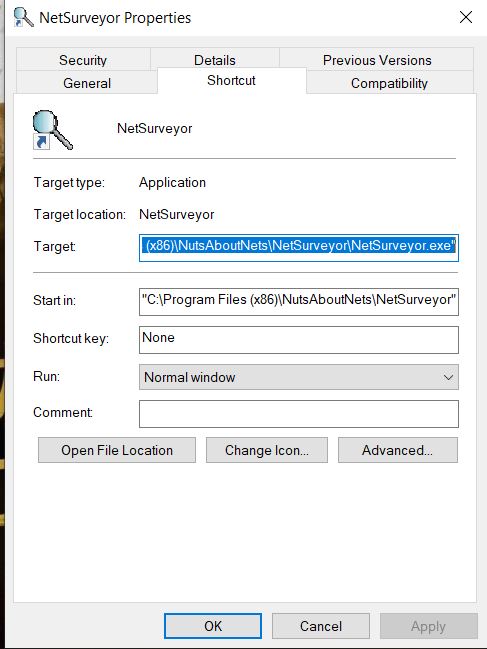 NetSurveyor Properties
Security Details Previous Versions
General Shortcut Compatibility
NetSurveyor
Target type: Application
Target location: NetSurveyor
Target: (x86)\NutsAboutNets\NetSurveyor\NetSurveyor.exe"
Start in: "C:\Program Files (x86)\NutsAboutNets\NetSurveyor"
Shortcut key: None
Run: Normal window
Comment:
Open File Location Change Icon... Advanced...
OK Cancel Apply